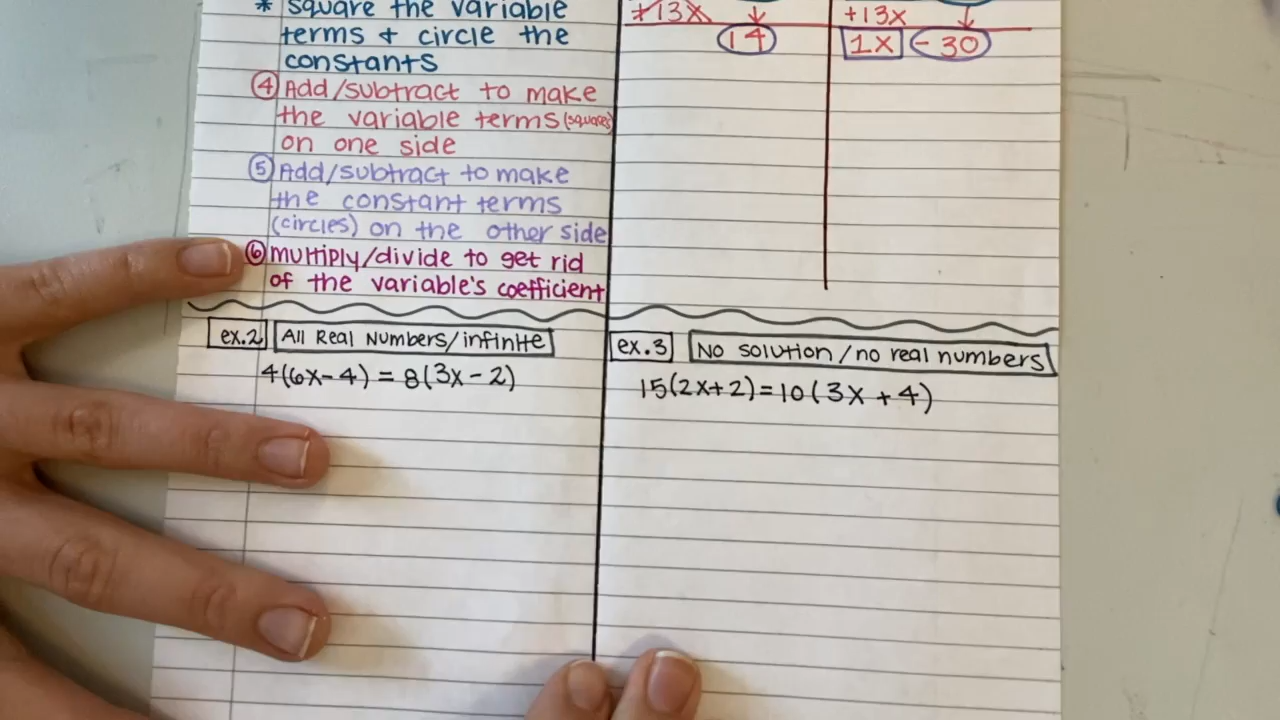 * square the variable
terms + circle the
constants
④ Add/subtract to make
the variable terms (squares)
on one side
⑤ Add/subtract to make
the constant terms
(circles) on the other side
⑥ multiply/divide to get rid
of the variable's coefficient
+13x ↓
14
+13x ↓
1x - 30
ex.2 All Real Numbers/infinite
4(6x-4) = 8(3x-2)
ex.3 No solution/no real numbers
15(2x+2)=10(3x+4)